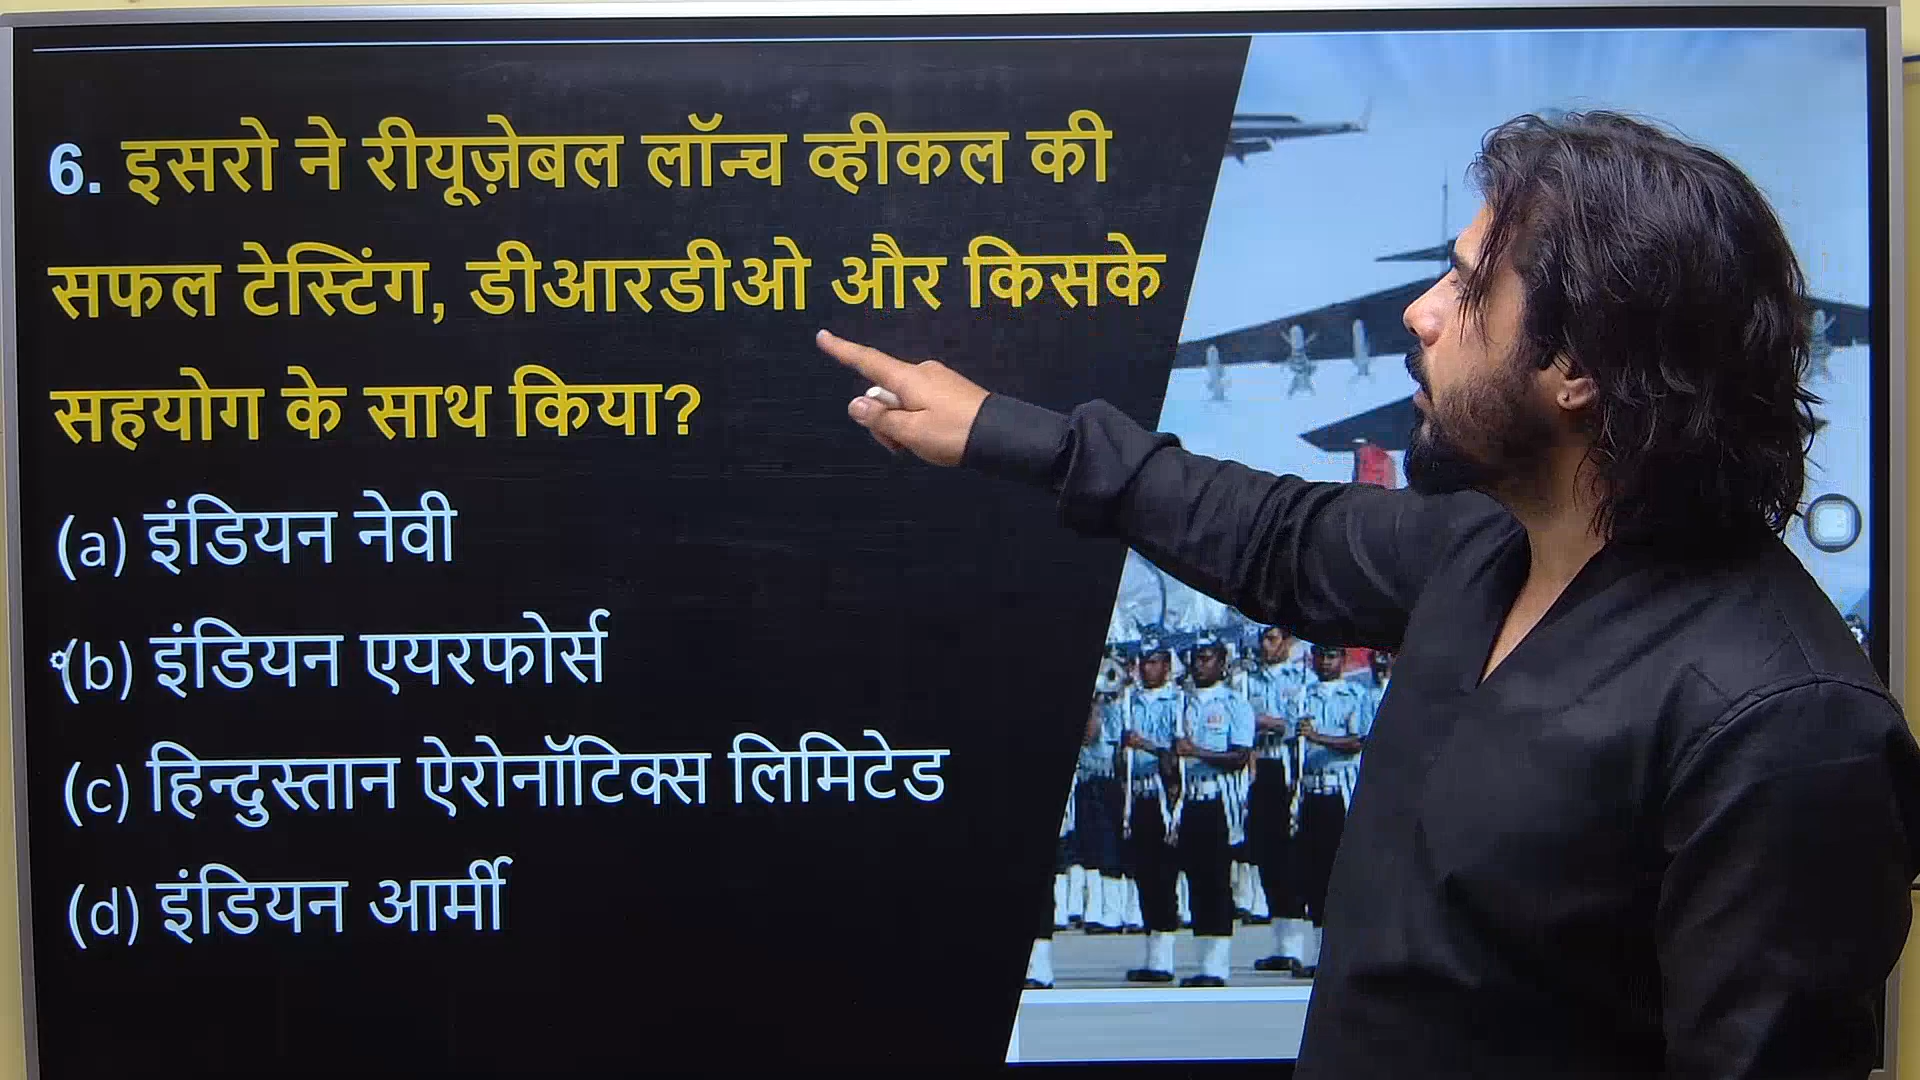 6. इसरो ने रीयूज़ेबल लॉन्च व्हीकल की
सफल टेस्टिंग, डीआरडीओ और किसके
सहयोग के साथ किया?
(a) इंडियन नेवी
(b) इंडियन एयरफोर्स
(c) हिन्दुस्तान ऐरोनॉटिक्स लिमिटेड
(d) इंडियन आर्मी